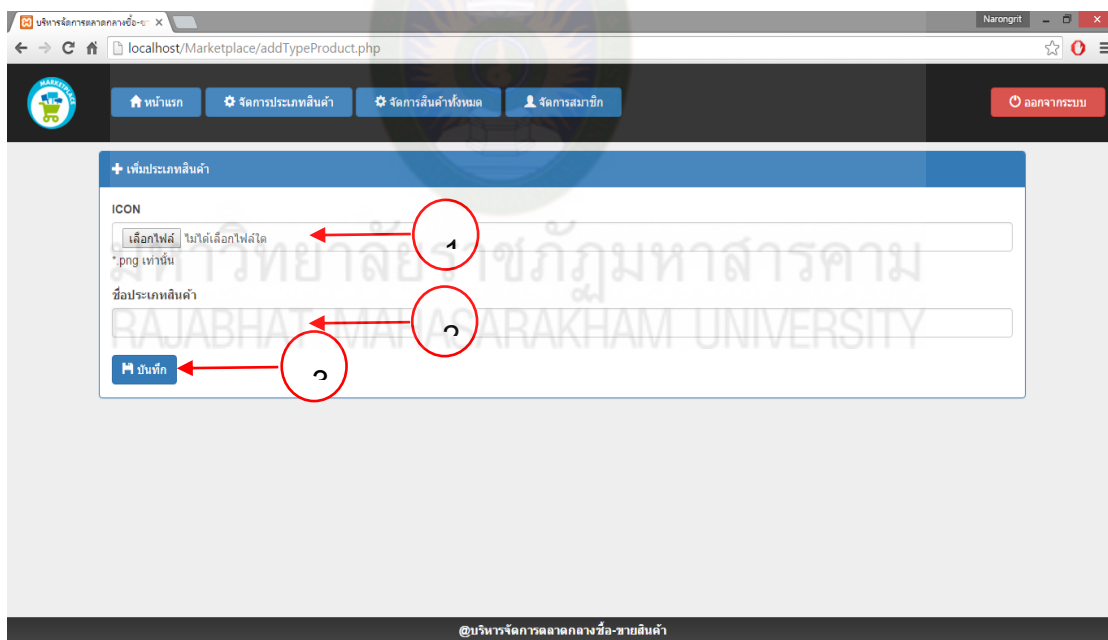 บริหารจัดการตลาดกลางซื้อ-ขา
Narongrit
localhost/Marketplace/addTypeProduct.php
MARKETPLACE
หน้าแรก จัดการประเภทสินค้า จัดการสินค้าทั้งหมด จัดการสมาชิก ออกจากระบบ
เพิ่มประเภทสินค้า
ICON
เลือกไฟล์ ไม่ได้เลือกไฟล์ใด
*.png เท่านั้น
มหาวิทยาลัยราชภัฏมหาสารคาม
ชื่อประเภทสินค้า
RAJABHAT MAHASARAKHAM UNIVERSITY
บันทึก
@บริหารจัดการตลาดกลางซื้อ-ขายสินค้า